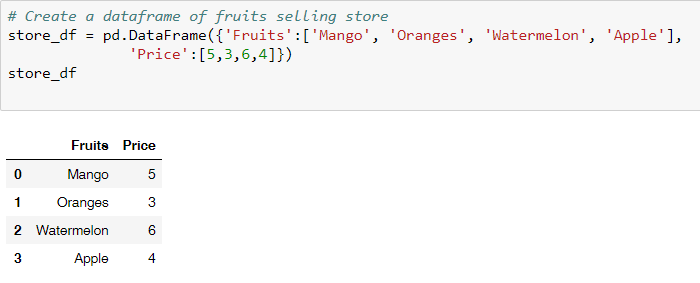 # Create a dataframe of fruits selling store
store_df = pd.DataFrame({'Fruits':['Mango', 'Oranges', 'Watermelon', 'Apple'],
'Price':[5,3,6,4]})
store_df
Fruits Price
0 Mango 5
1 Oranges 3
2 Watermelon 6
3 Apple 4